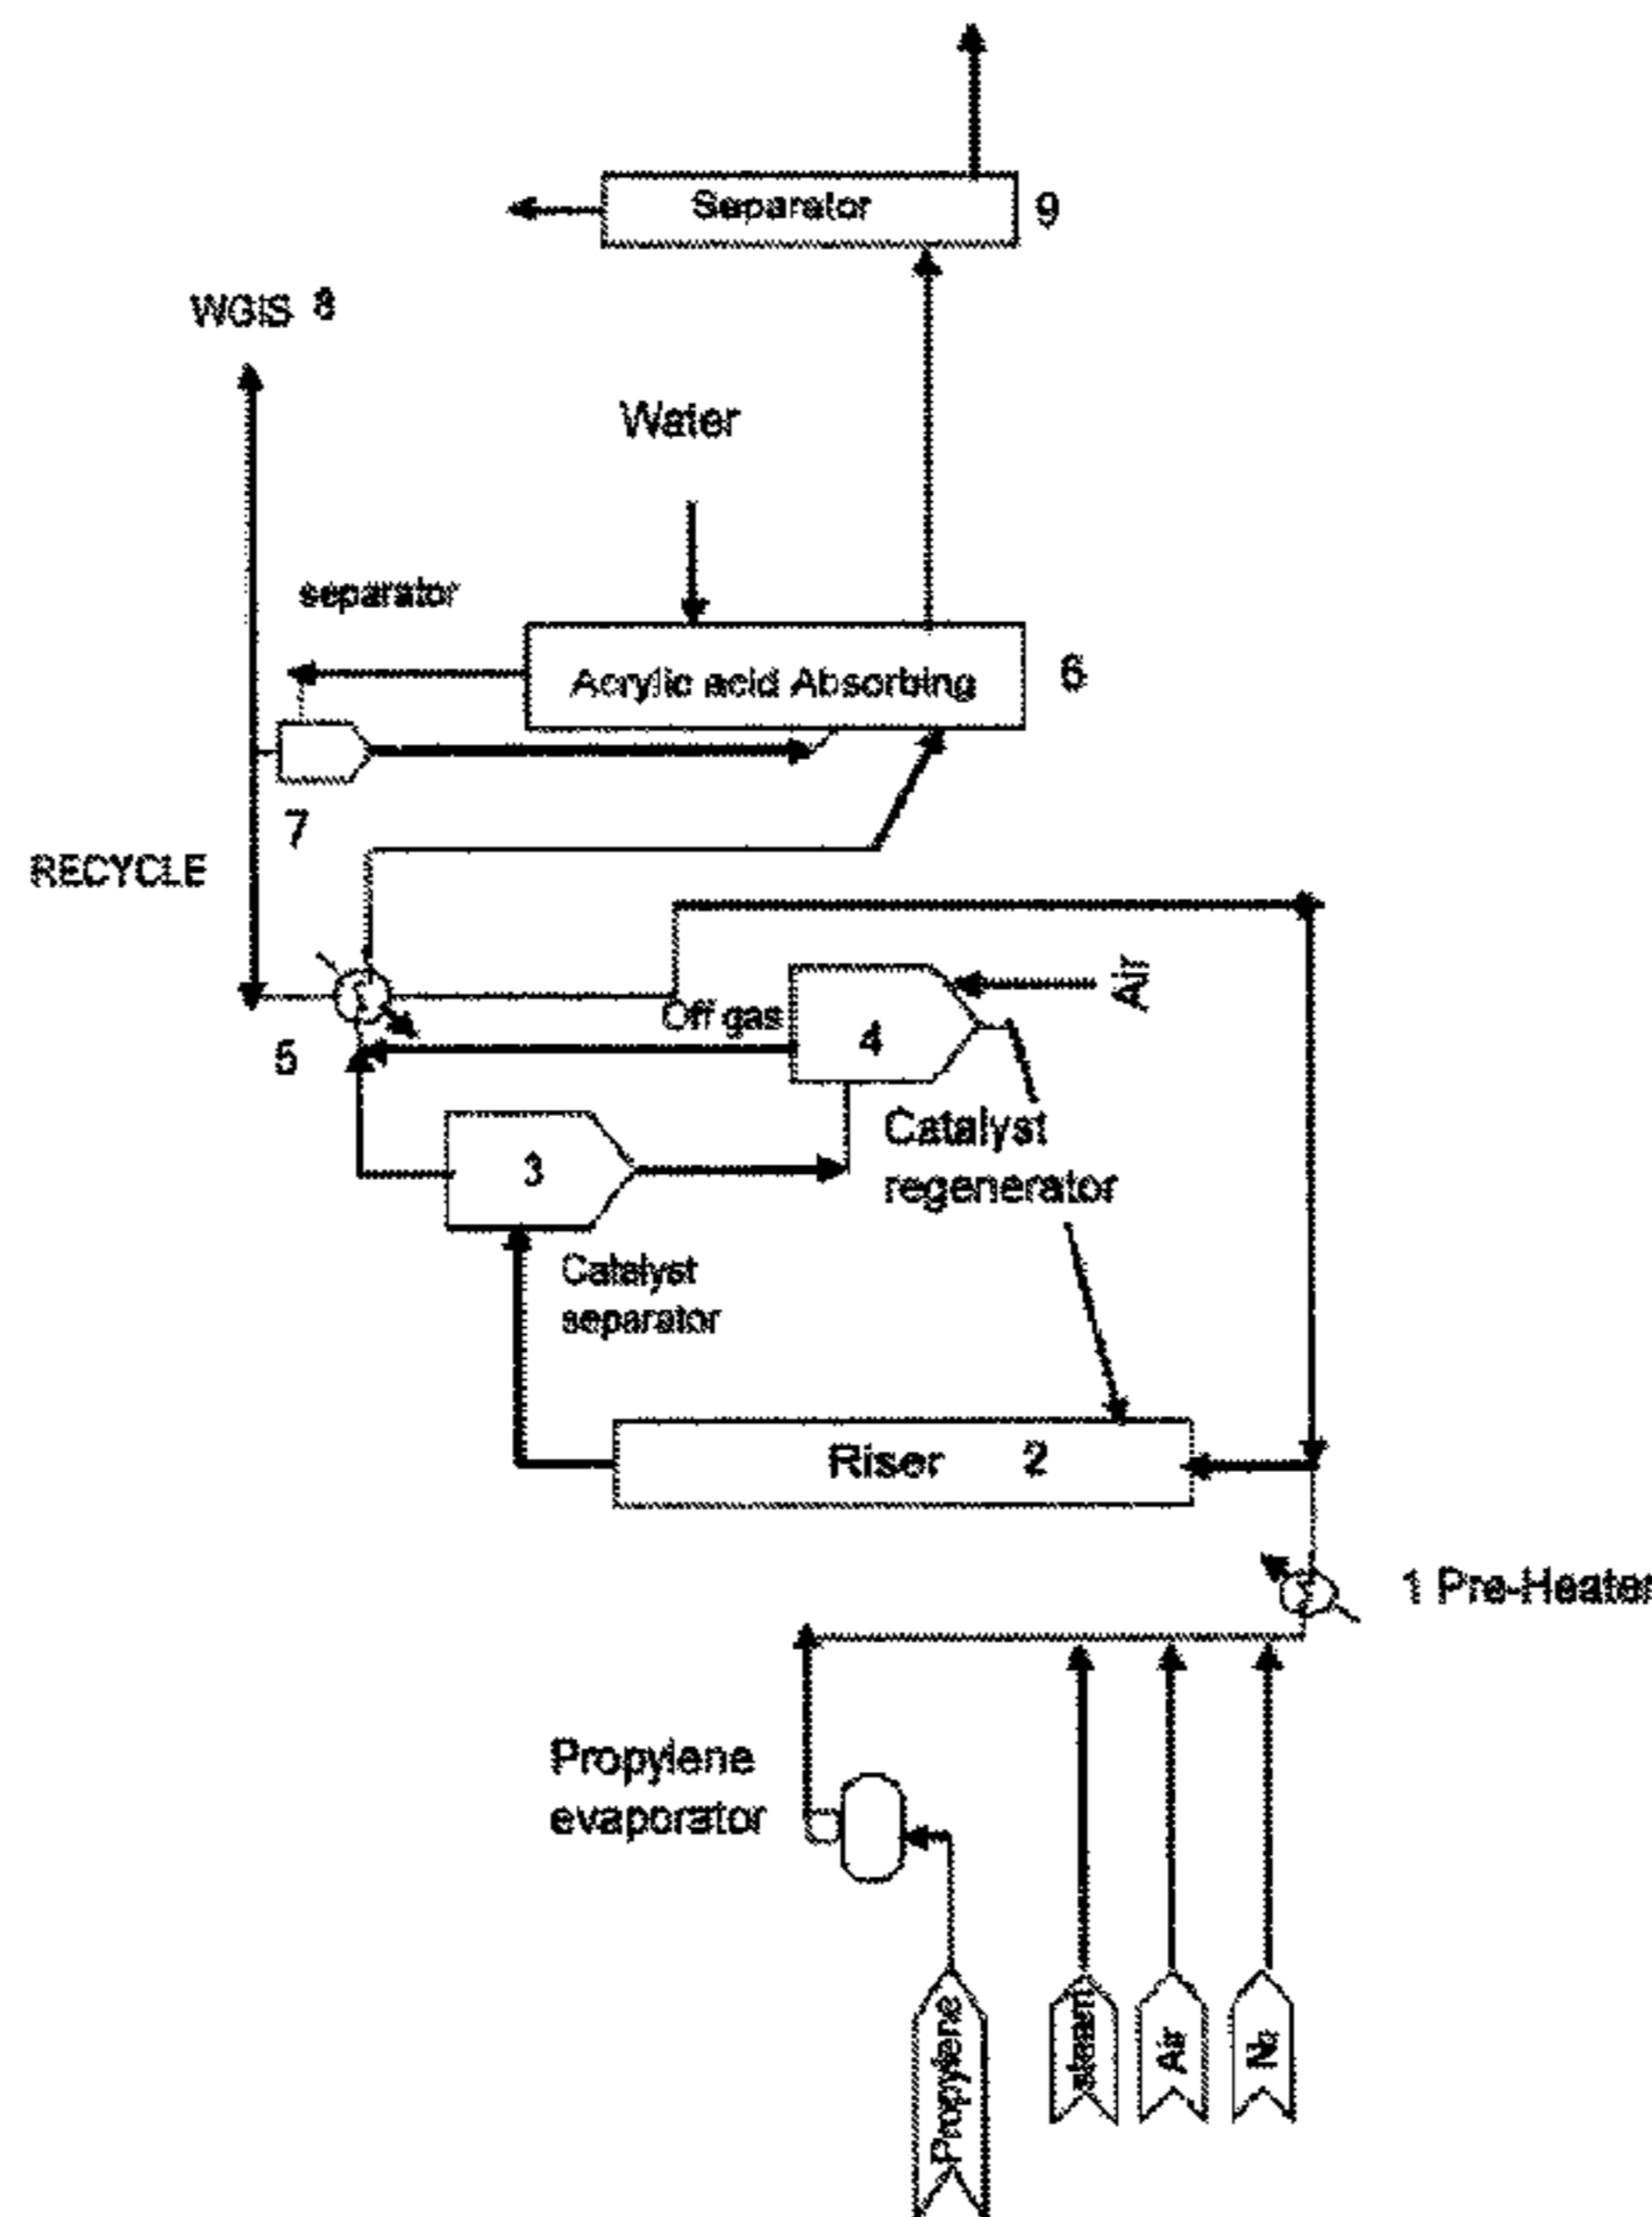 Separator 9
WGIS 8
Water
separator
Acrylic acid Absorbing 6
7
RECYCLE
Air
Off gas
4
5
Catalyst
regenerator
3
Catalyst
separator
Riser 2
1 Pre-Heater
Propylene
evaporator
Propylene
steam
Air